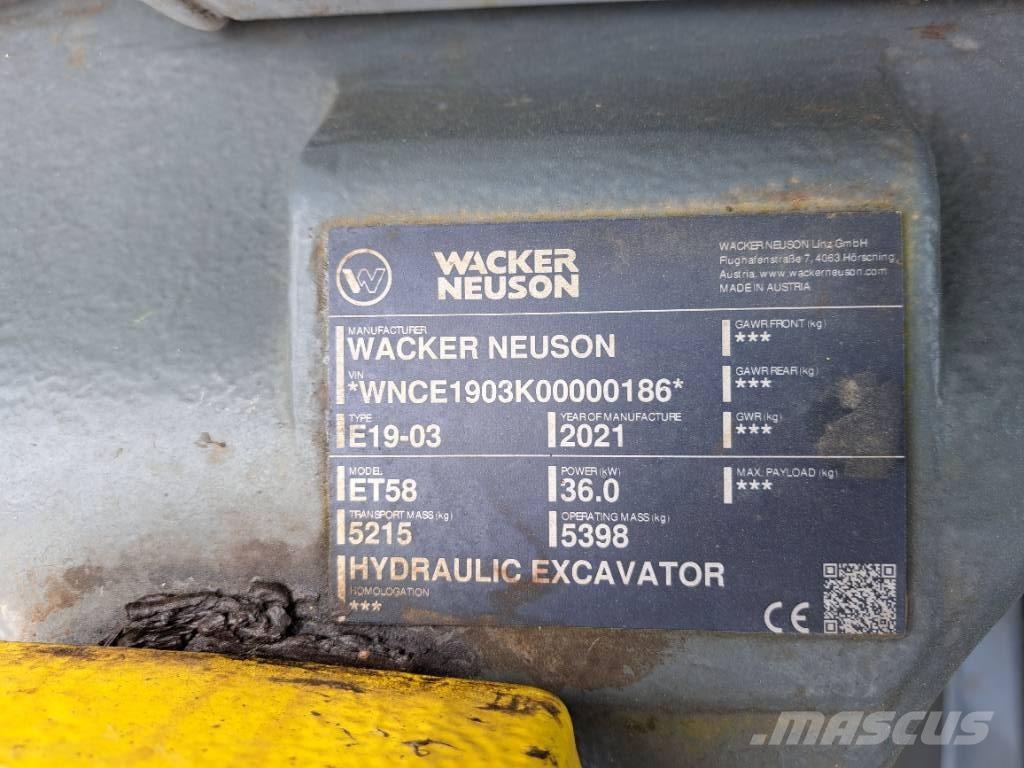 WACKER
NEUSON
WACKER NEUSON Linz GmbH
Flughafenstraße 7, 4063 Hörsching
Austria. www.wackerneuson.com
MADE IN AUSTRIA
MANUFACTURER
WACKER NEUSON
VIN
*WNCE1903K00000186*
TYPE
E19-03
YEAR OF MANUFACTURE
2021
GAWR FRONT (kg)
***
GAWR REAR (kg)
***
GWR (kg)
***
MODEL
ET58
POWER (kW)
36.0
MAX. PAYLOAD (kg)
***
TRANSPORT MASS (kg)
5215
OPERATING MASS (kg)
5398
HYDRAULIC EXCAVATOR
HOMOLOGATION
***
CE
MASCUS